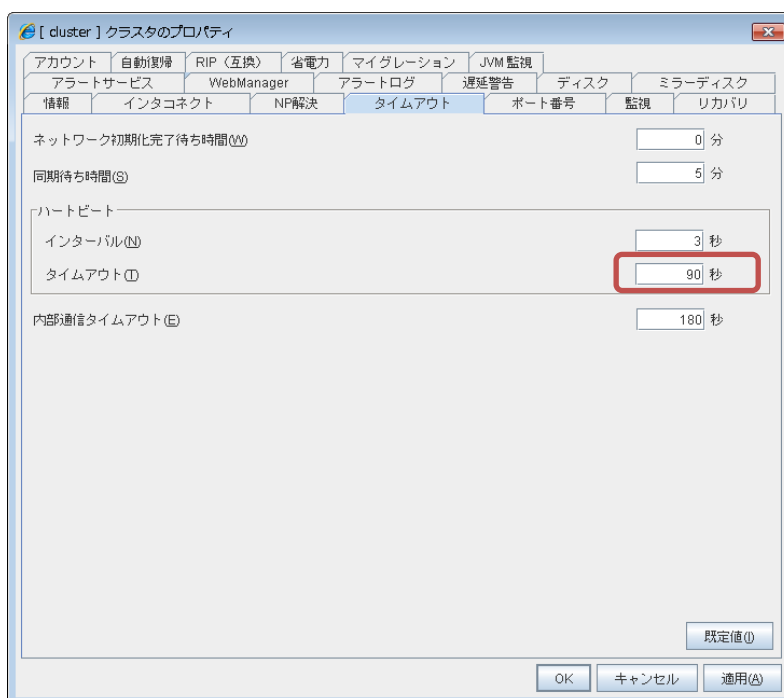 [ cluster ] クラスタのプロパティ
アカウント 自動復帰 RIP（互換） 省電力 マイグレーション JVM 監視
アラートサービス WebManager アラートログ 遅延警告 ディスク ミラーディスク
情報 インタコネクト NP解決 タイムアウト ポート番号 監視 リカバリ
ネットワーク初期化完了待ち時間(W) 0 分
同期待ち時間(S) 5 分
ハートビート
インターバル(N) 3 秒
タイムアウト(T) 90 秒
内部通信タイムアウト(E) 180 秒
既定値(I)
OK キャンセル 適用(A)